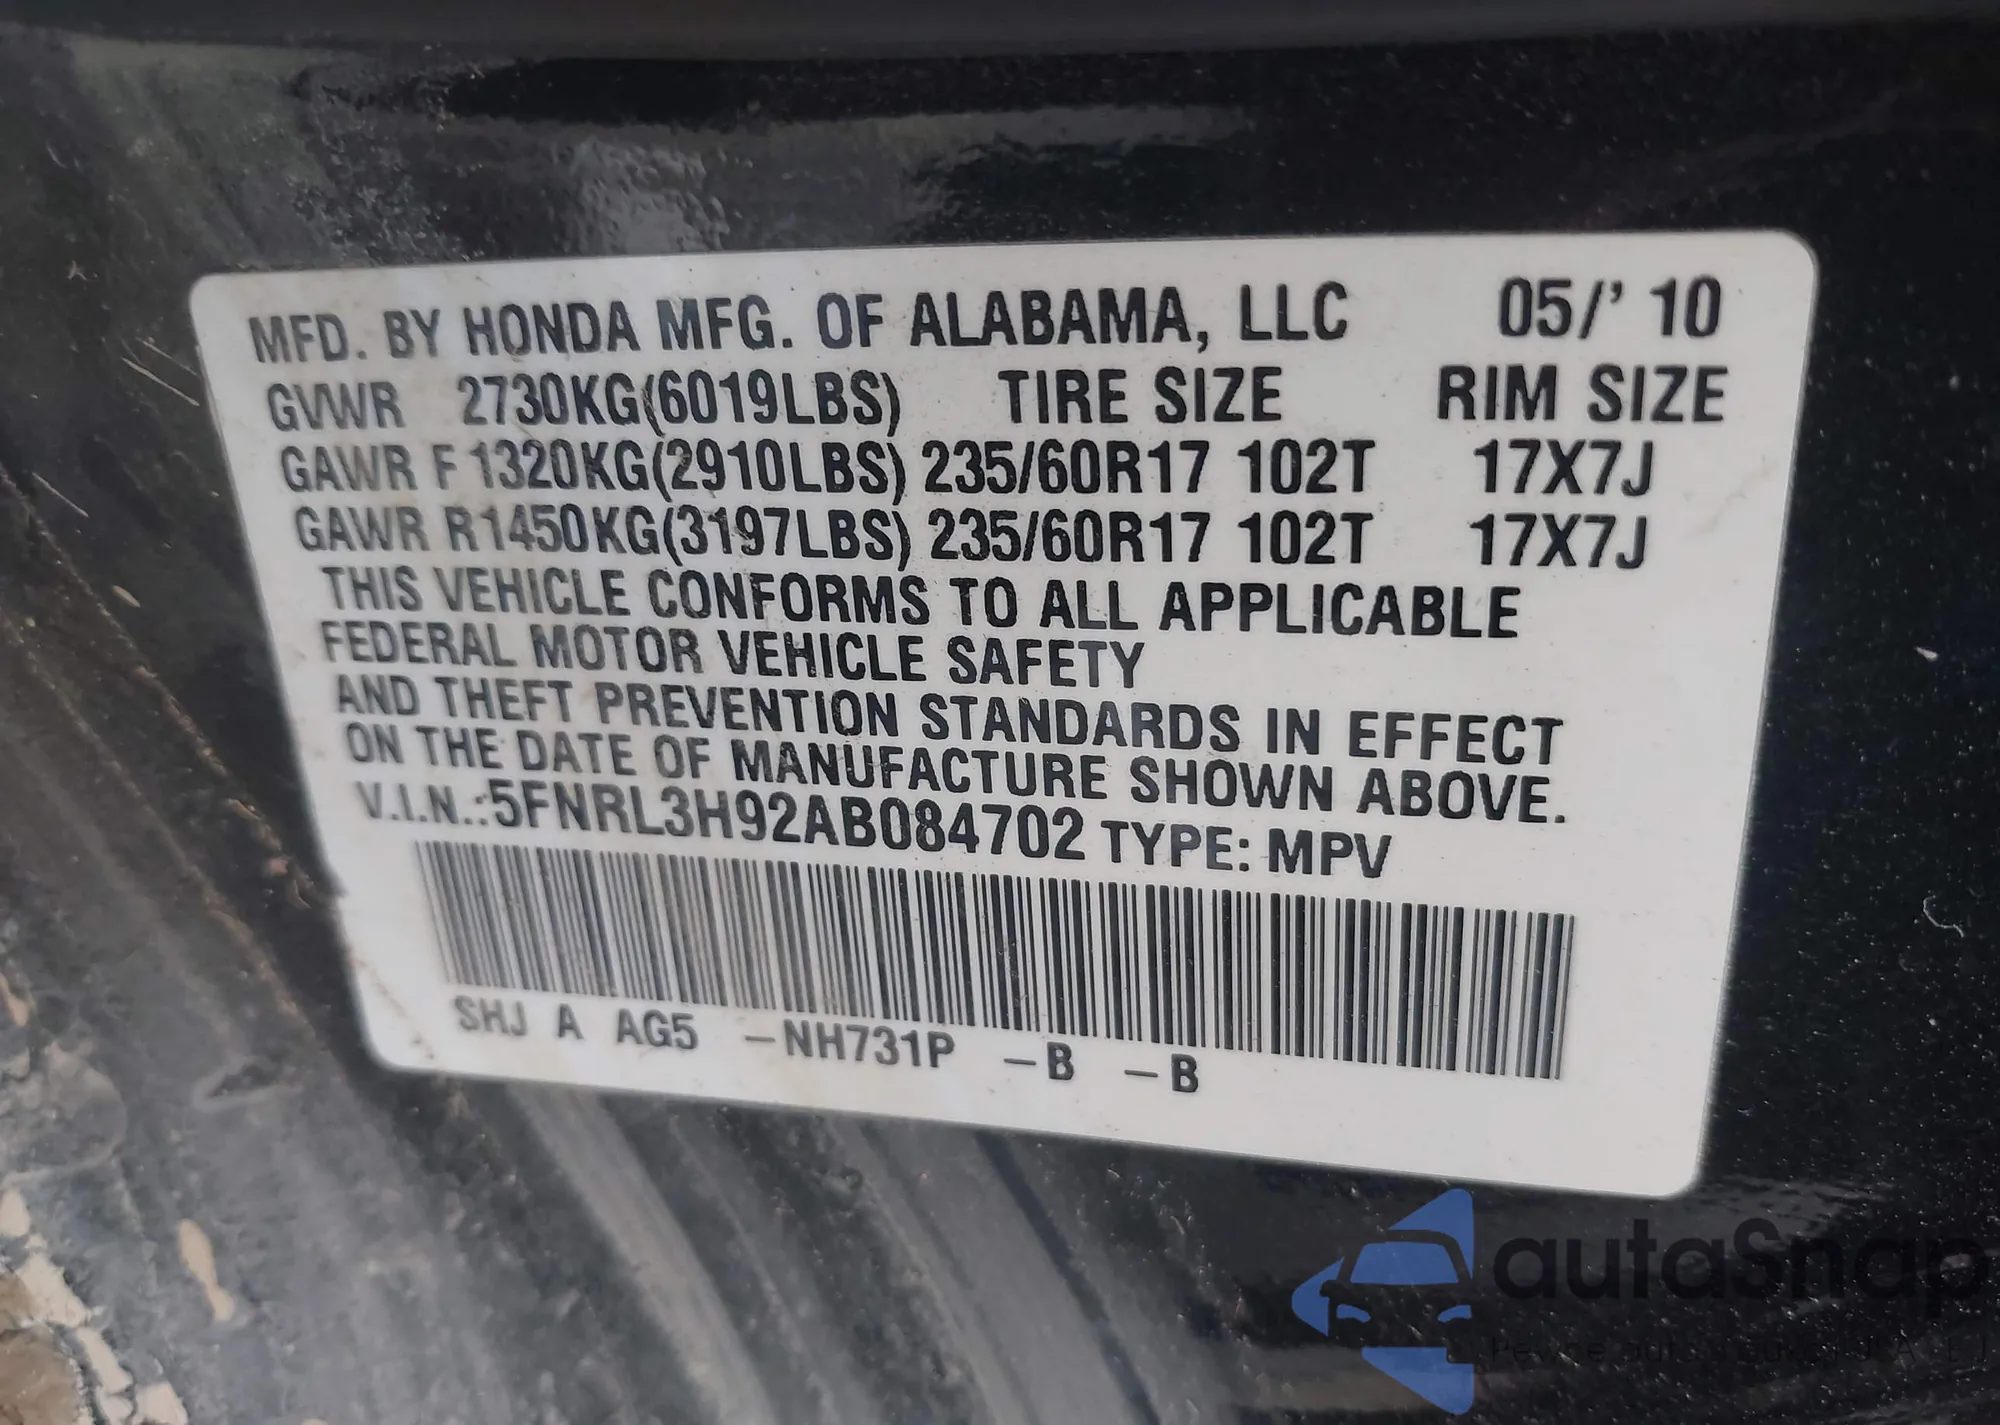 MFD. BY HONDA MFG. OF ALABAMA, LLC 05/' 10
GVWR 2730KG(6019LBS) TIRE SIZE RIM SIZE
GAWR F 1320KG(2910LBS) 235/60R17 102T 17X7J
GAWR R 1450KG(3197LBS) 235/60R17 102T 17X7J
THIS VEHICLE CONFORMS TO ALL APPLICABLE
FEDERAL MOTOR VEHICLE SAFETY
AND THEFT PREVENTION STANDARDS IN EFFECT
ON THE DATE OF MANUFACTURE SHOWN ABOVE.
V.I.N.:5FNRL3H92AB084702 TYPE: MPV
SHJ A AG5 -NH731P -B -B
autaSnap